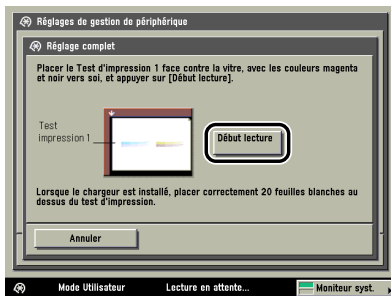 Réglages de gestion de périphérique
Réglage complet
Placer le Test d'impression 1 face contre la vitre, avec les couleurs magenta
et noir vers soi, et appuyer sur [Début lecture].
Test
impression 1
Début lecture
Lorsque le chargeur est installé, placer correctement 20 feuilles blanches au
dessus du test d'impression.
Annuler
Mode Utilisateur
Lecture en attente...
Moniteur syst.